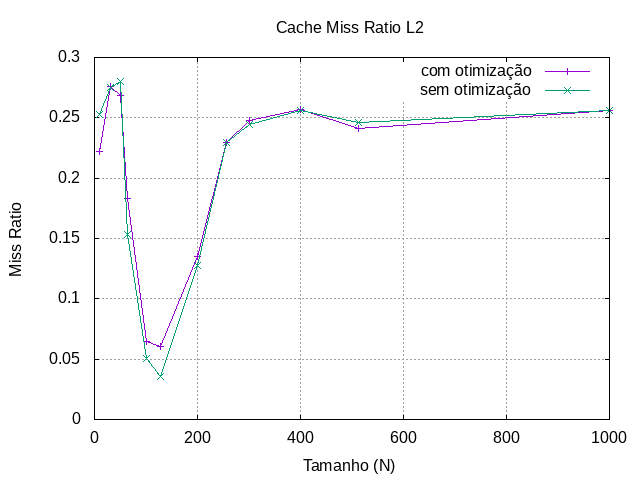 Cache Miss Ratio L2
0.3
com otimização
sem otimização
0.25
0.2
0.15
0.1
0.05
0
Miss Ratio
0 200 400 600 800 1000
Tamanho (N)